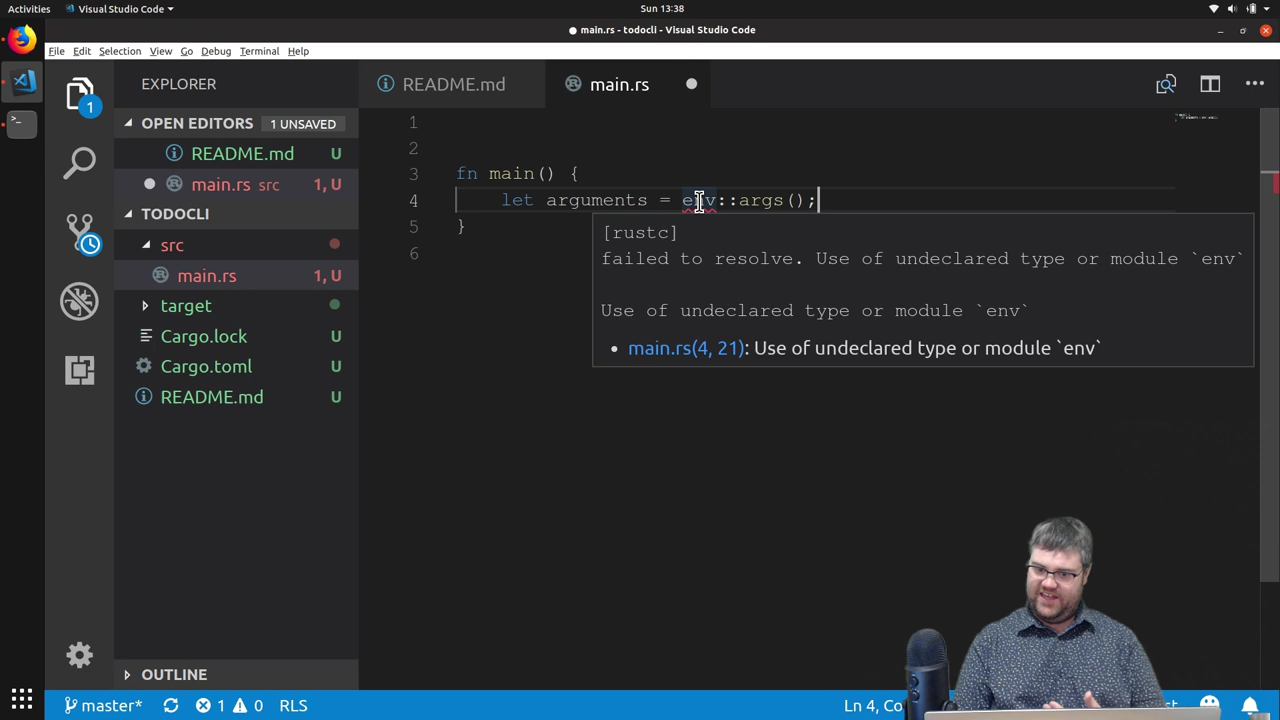 Activities
Visual Studio Code
Sun 13:38
main.rs - todocli - Visual Studio Code
File Edit Selection View Go Debug Terminal Help
EXPLORER
README.md
main.rs
OPEN EDITORS 1 UNSAVED
README.md U
main.rs src 1, U
TODOCLI
src
main.rs 1, U
target
Cargo.lock U
Cargo.toml U
README.md U
OUTLINE
1
1
2
3 fn main() {
4 let arguments = env::args();
5 }
6
[rustc]
failed to resolve. Use of undeclared type or module `env`
Use of undeclared type or module `env`
• main.rs(4, 21): Use of undeclared type or module `env`
master* 1 0 RLS